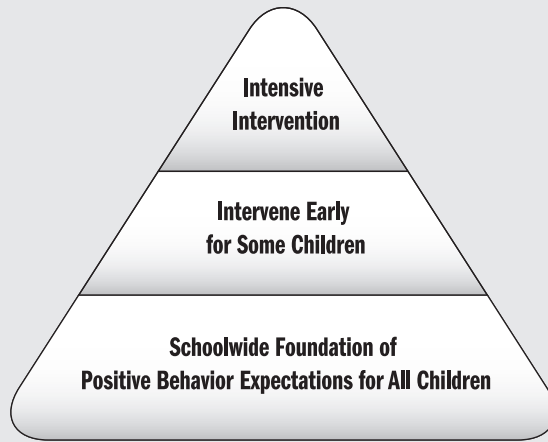 Intensive
Intervention
Intervene Early
for Some Children
Schoolwide Foundation of
Positive Behavior Expectations for All Children